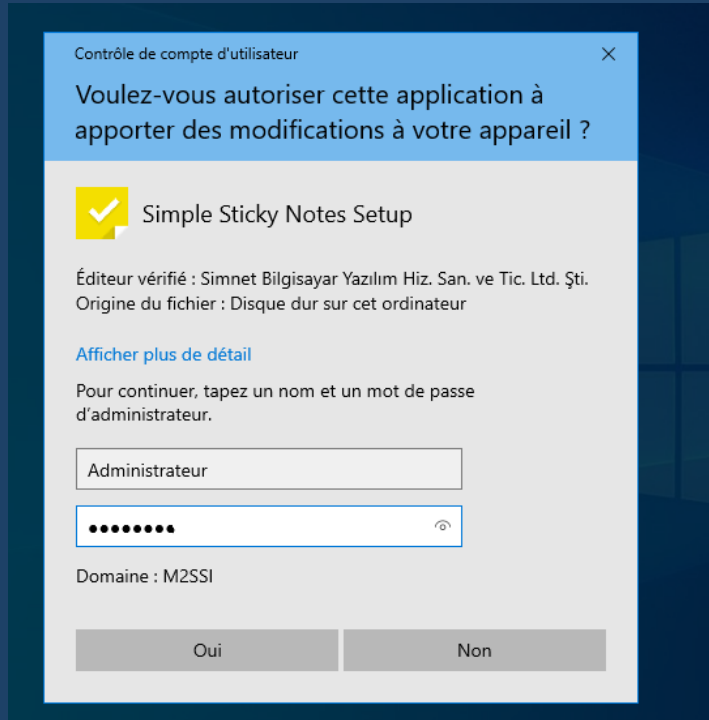 Contrôle de compte d'utilisateur
Voulez-vous autoriser cette application à
apporter des modifications à votre appareil ?
Simple Sticky Notes Setup
Éditeur vérifié : Simnet Bilgisayar Yazılım Hiz. San. ve Tic. Ltd. Şti.
Origine du fichier : Disque dur sur cet ordinateur
Afficher plus de détail
Pour continuer, tapez un nom et un mot de passe
d’administrateur.
Administrateur
●●●●●●●●
Domaine : M2SSI
Oui Non